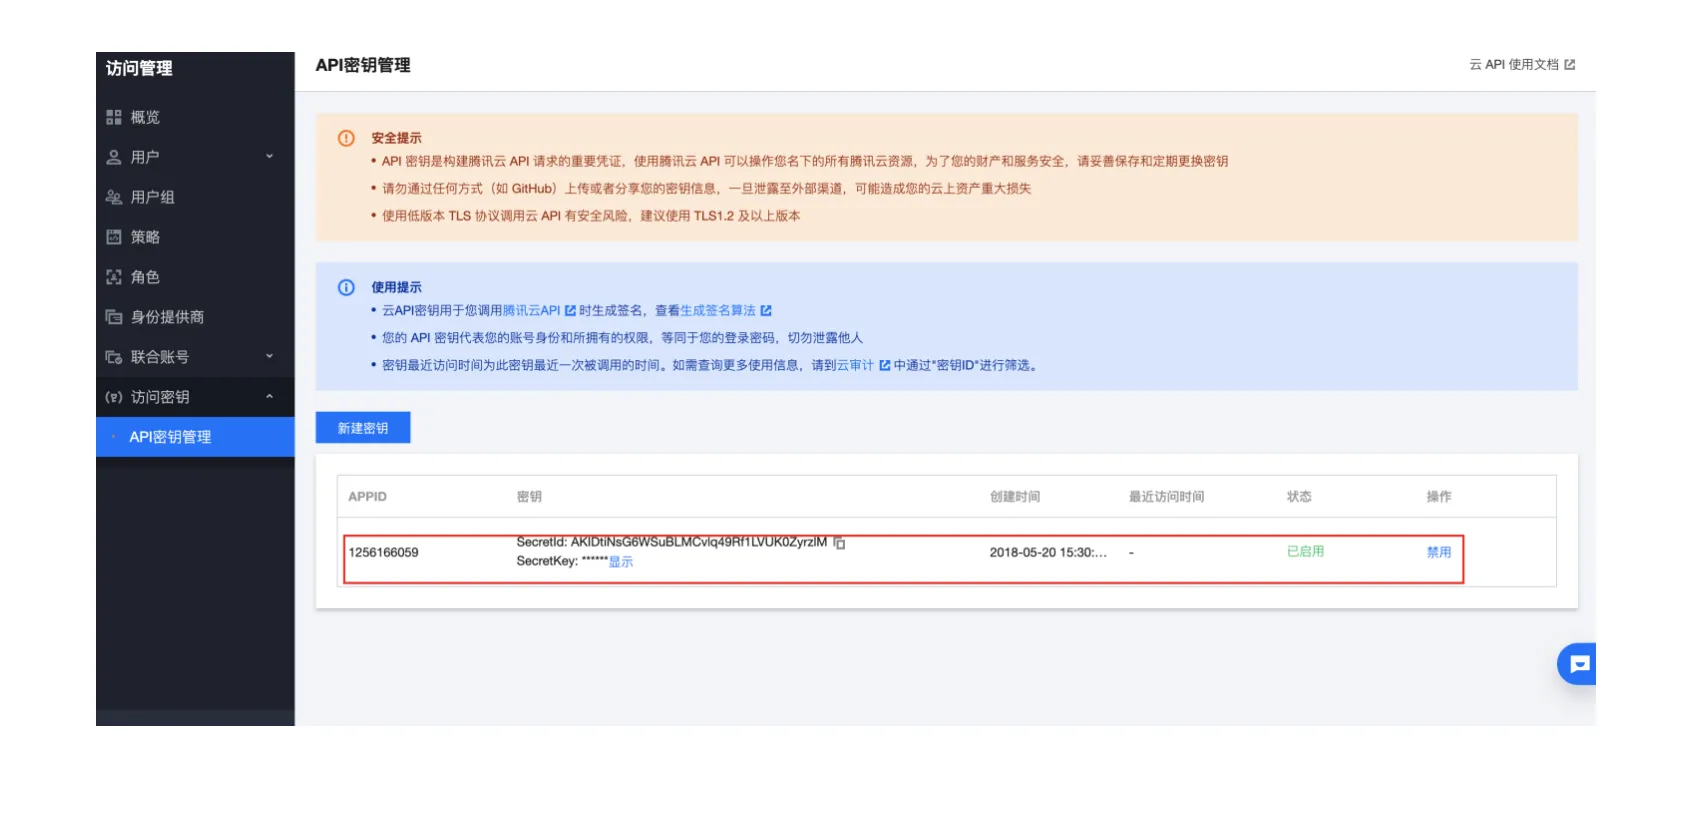 访问管理
概览
用户
用户组
策略
角色
身份提供商
联合账号
访问密钥
API密钥管理
API密钥管理
云 API 使用文档
安全提示
• API 密钥是构建腾讯云 API 请求的重要凭证，使用腾讯云 API 可以操作您名下的所有腾讯云资源，为了您的财产和服务安全，请妥善保存和定期更换密钥
• 请勿通过任何方式（如 GitHub）上传或者分享您的密钥信息，一旦泄露至外部渠道，可能造成您的云上资产重大损失
• 使用低版本 TLS 协议调用云 API 有安全风险，建议使用 TLS1.2 及以上版本
使用提示
• 云API密钥用于您调用腾讯云API 时生成签名，查看生成签名算法
• 您的 API 密钥代表您的账号身份和所拥有的权限，等同于您的登录密码，切勿泄露他人
• 密钥最近访问时间为此密钥最近一次被调用的时间。如需查询更多使用信息，请到云审计 中通过"密钥ID"进行筛选。
新建密钥
APPID 密钥 创建时间 最近访问时间 状态 操作
1256166059 SecretId: AKIDtiNsG6WSuBLMCvlq49Rf1LVUK0ZyrzlM 2018-05-20 15:30:... - 已启用 禁用
SecretKey: ******显示